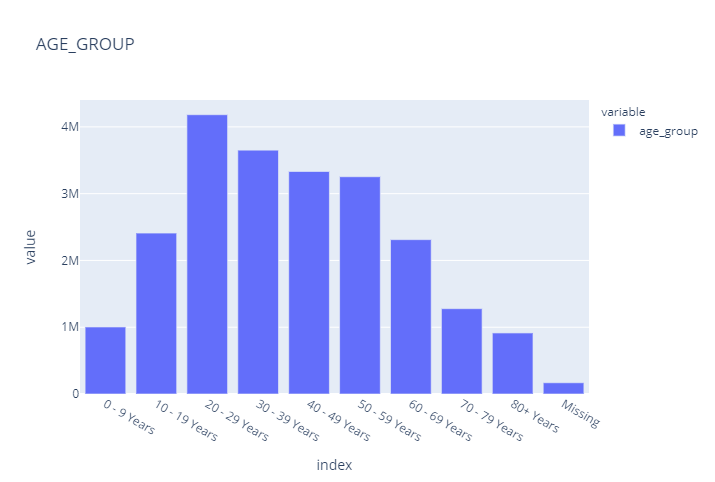 AGE_GROUP
variable
age_group
value
4M
3M
2M
1M
0
0 - 9 Years
10 - 19 Years
20 - 29 Years
30 - 39 Years
40 - 49 Years
50 - 59 Years
60 - 69 Years
70 - 79 Years
80+ Years
Missing
index